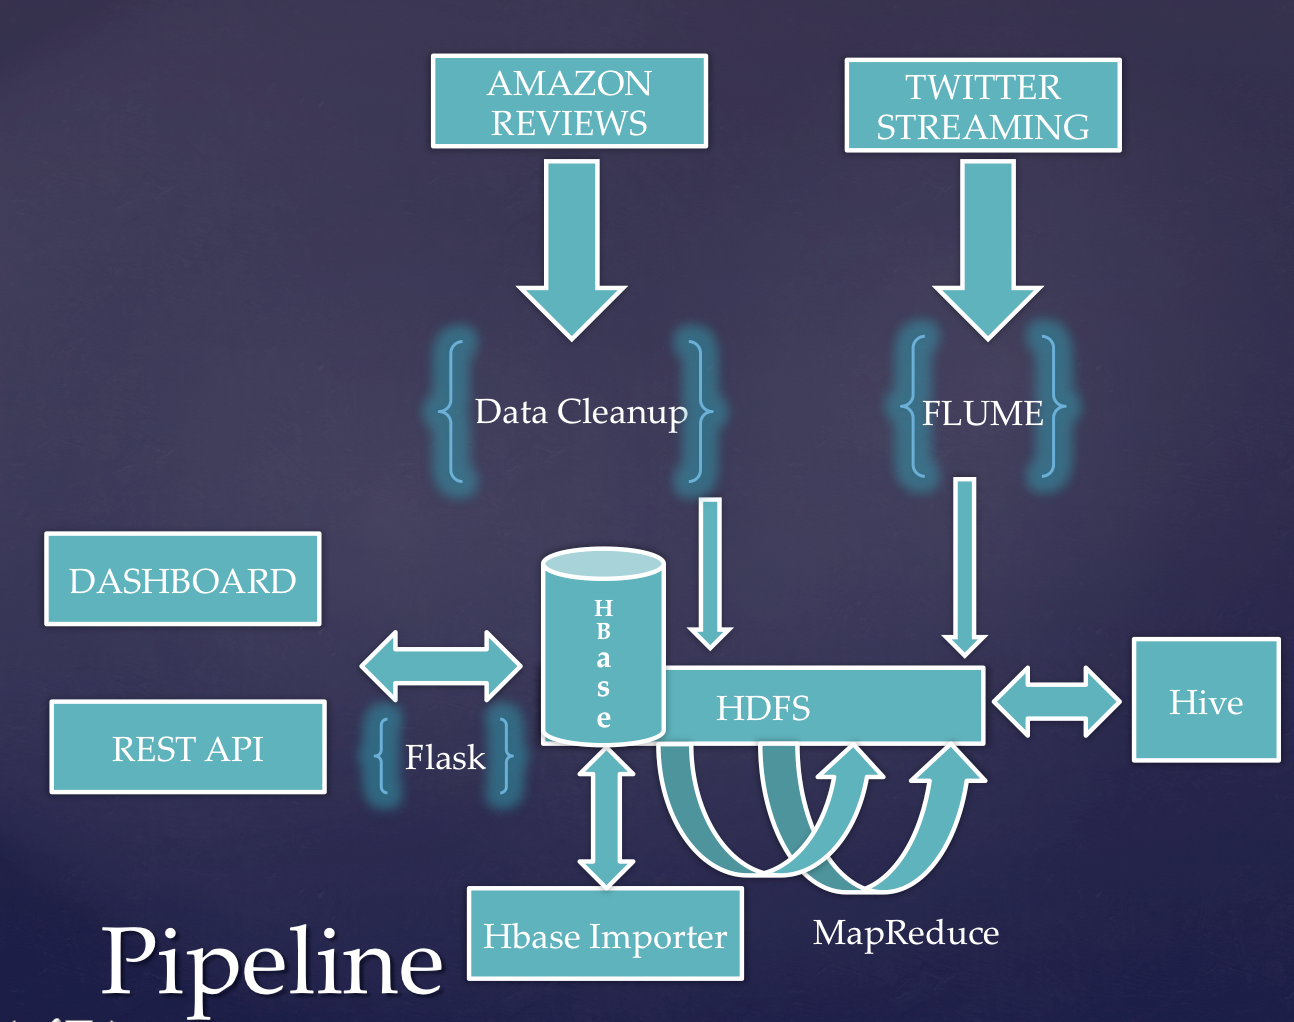 AMAZON
REVIEWS
TWITTER
STREAMING
Data Cleanup
FLUME
DASHBOARD
HBase
HDFS
Hive
REST API
Flask
Hbase Importer
MapReduce
Pipeline